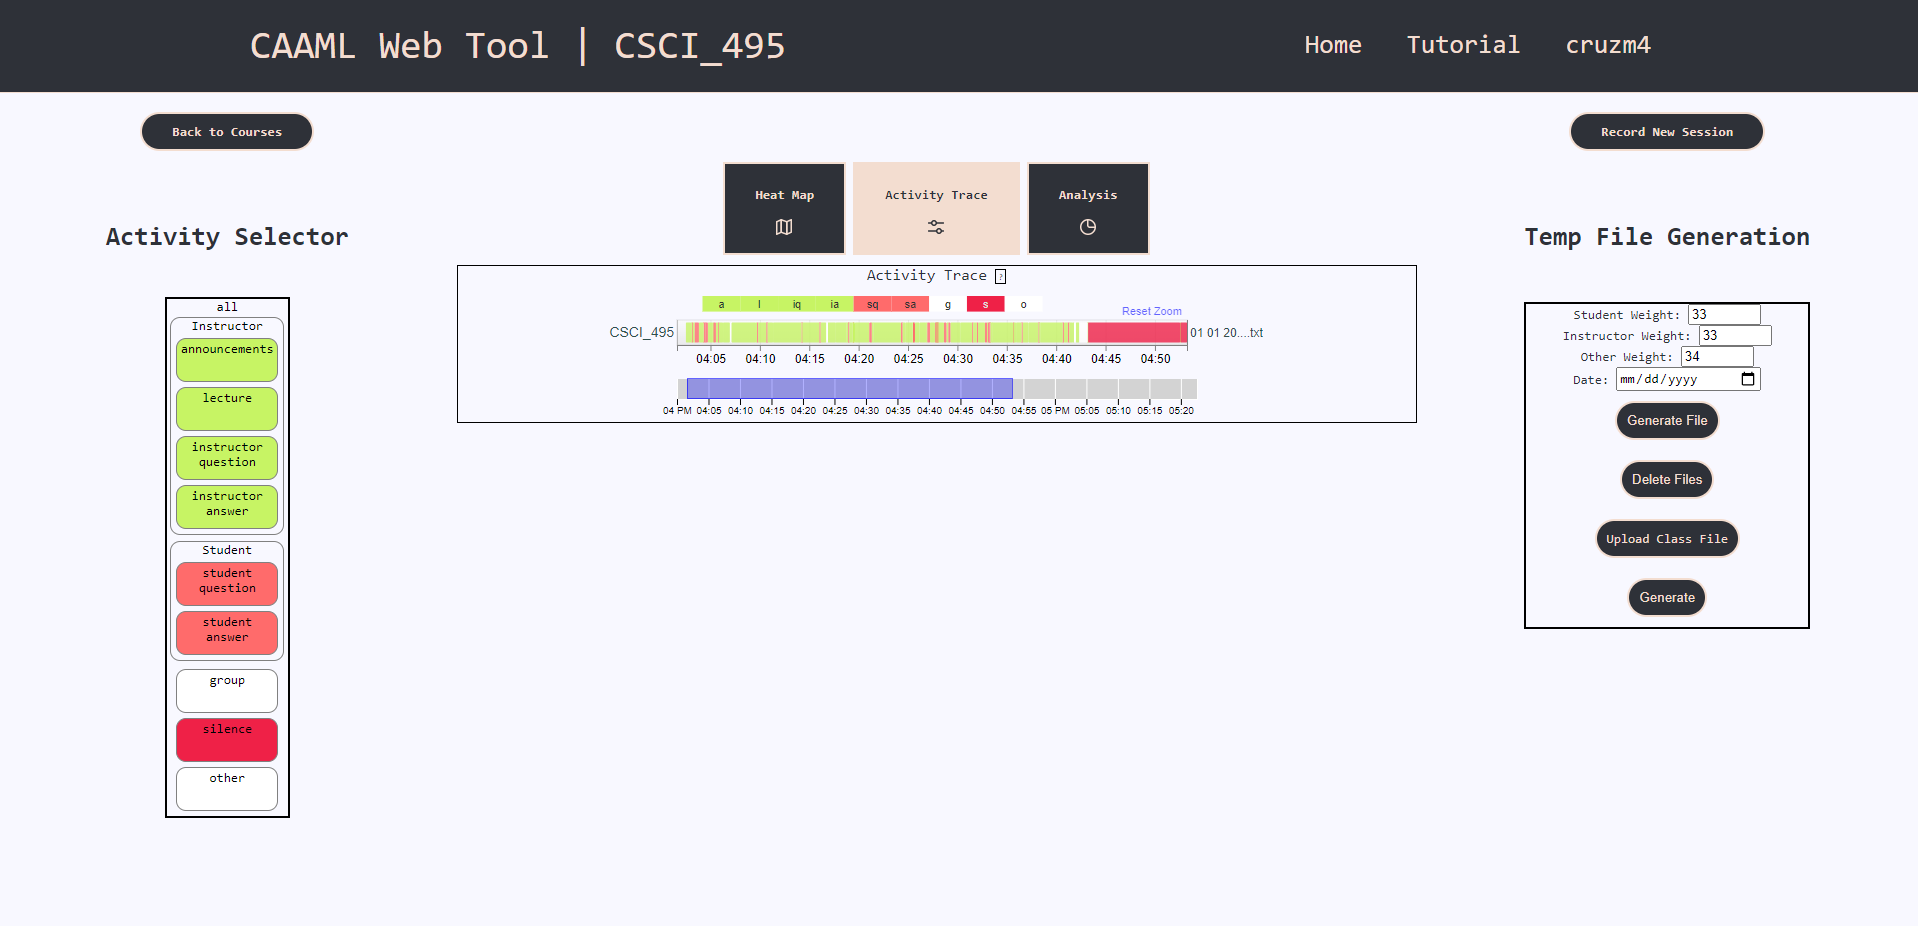 CAAML Web Tool | CSCI_495
Home Tutorial cruzm4
Back to Courses
Record New Session
Heat Map
Activity Trace
Analysis
Activity Selector
all
Instructor
announcements
lecture
instructor
question
instructor
answer
Student
student
question
student
answer
group
silence
other
Activity Trace ?
a l iq ia sq sa g s o
Reset Zoom
CSCI_495
01 01 20....txt
04:05 04:10 04:15 04:20 04:25 04:30 04:35 04:40 04:45 04:50
04 PM 04:05 04:10 04:15 04:20 04:25 04:30 04:35 04:40 04:45 04:50 04:55 05 PM 05:05 05:10 05:15 05:20
Temp File Generation
Student Weight: 33
Instructor Weight: 33
Other Weight: 34
Date: mm/dd/yyyy
Generate File
Delete Files
Upload Class File
Generate